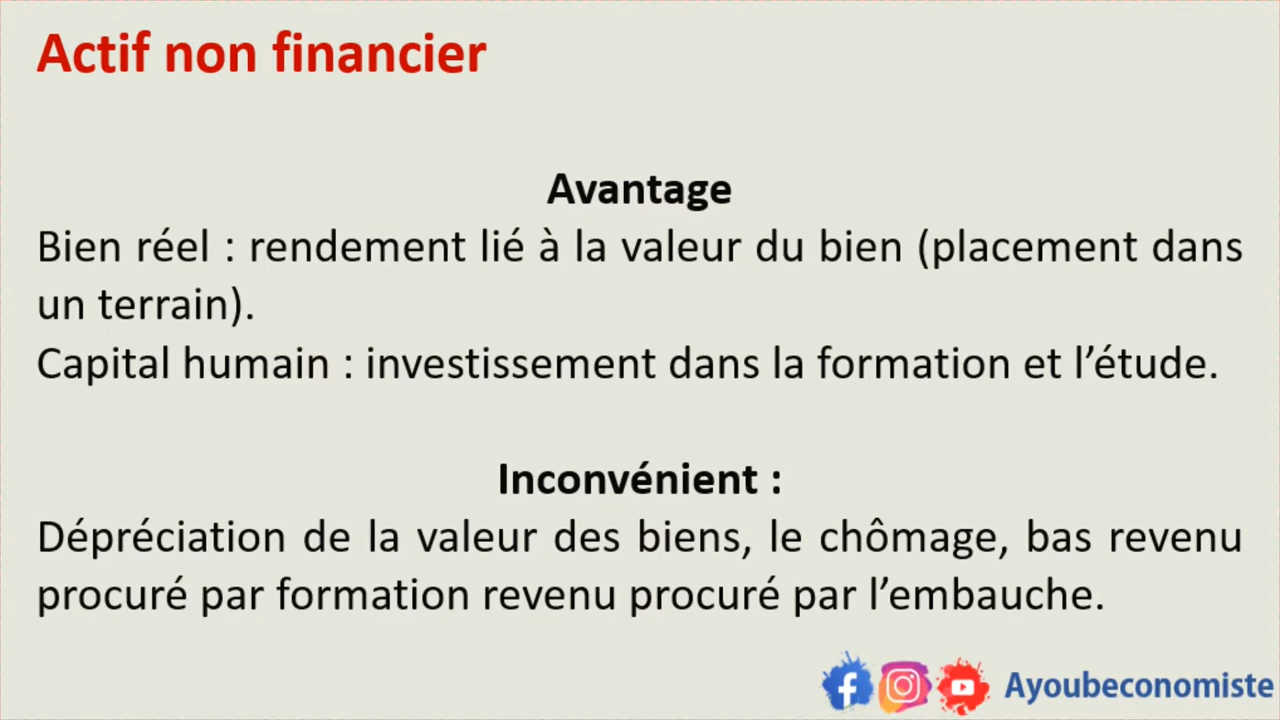 Actif non financier
Avantage
Bien réel : rendement lié à la valeur du bien (placement dans
un terrain).
Capital humain : investissement dans la formation et l’étude.
Inconvénient :
Dépréciation de la valeur des biens, le chômage, bas revenu
procuré par formation revenu procuré par l’embauche.
Ayoubeconomiste